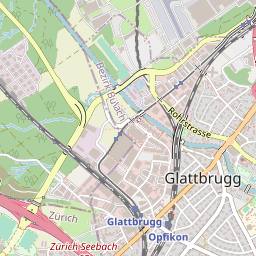 Bezirk Bülach
Rohrstrasse
Glattbrugg
Zürich
Glattbrugg
Opfikon
Zürich Seebach